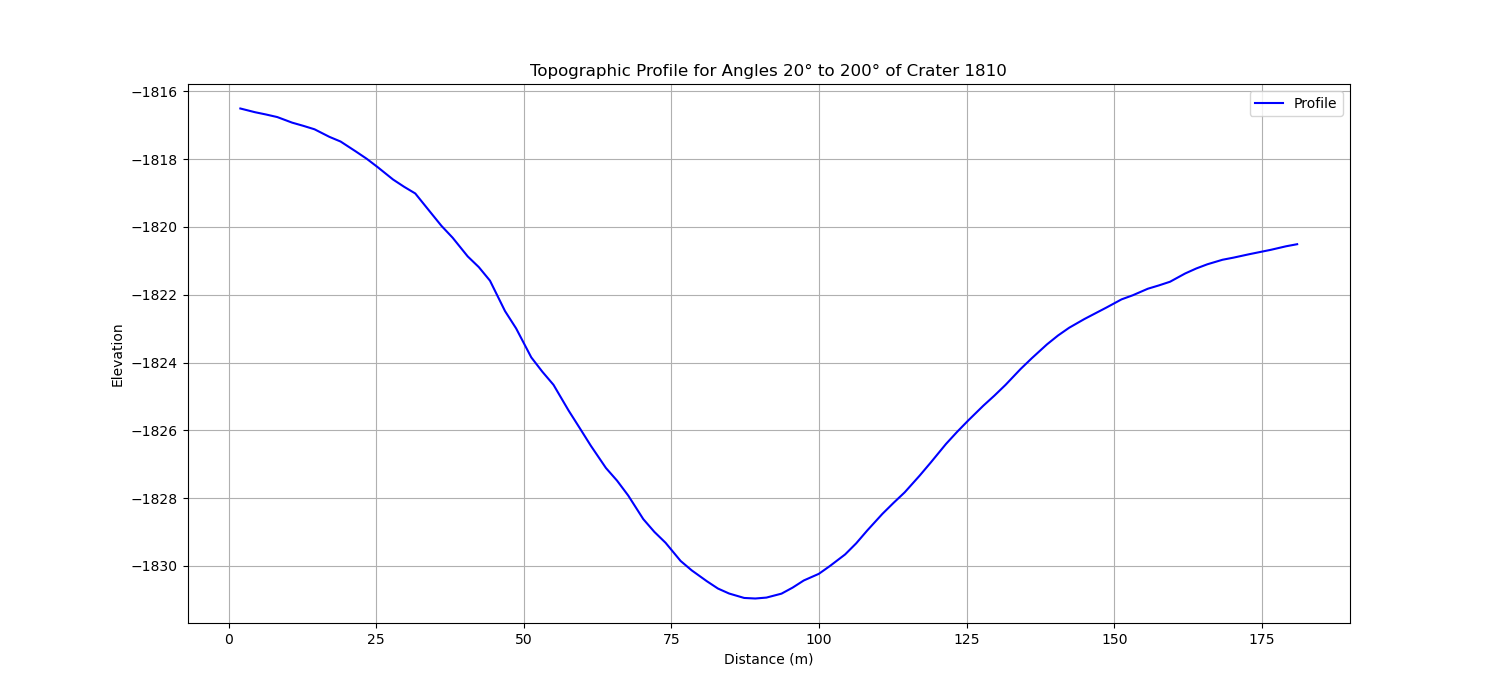 Topographic Profile for Angles 20° to 200° of Crater 1810
Profile
−1816
−1818
−1820
−1822
−1824
−1826
−1828
−1830
Elevation
0 25 50 75 100 125 150 175
Distance (m)